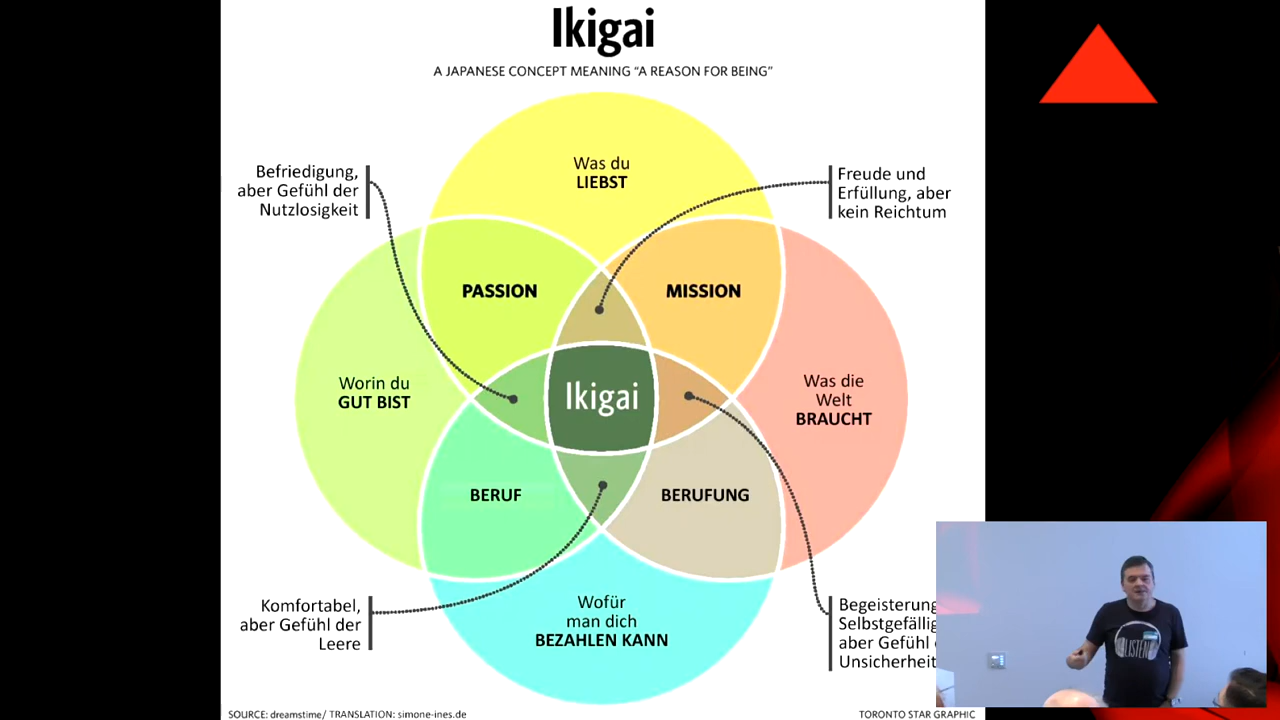 Ikigai
A JAPANESE CONCEPT MEANING “A REASON FOR BEING”
Befriedigung,
aber Gefühl der
Nutzlosigkeit
Was du
LIEBST
Freude und
Erfüllung, aber
kein Reichtum
PASSION
MISSION
Worin du
GUT BIST
Ikigai
Was die
Welt
BRAUCHT
BERUF
BERUFUNG
Komfortabel,
aber Gefühl der
Leere
Wofür
man dich
BEZAHLEN KANN
Begeisterung
aber Gefühl
Unsicherheit
LISTEN
SOURCE: dreamstime/ TRANSLATION: simone-ines.de
TORONTO STAR GRAPHIC